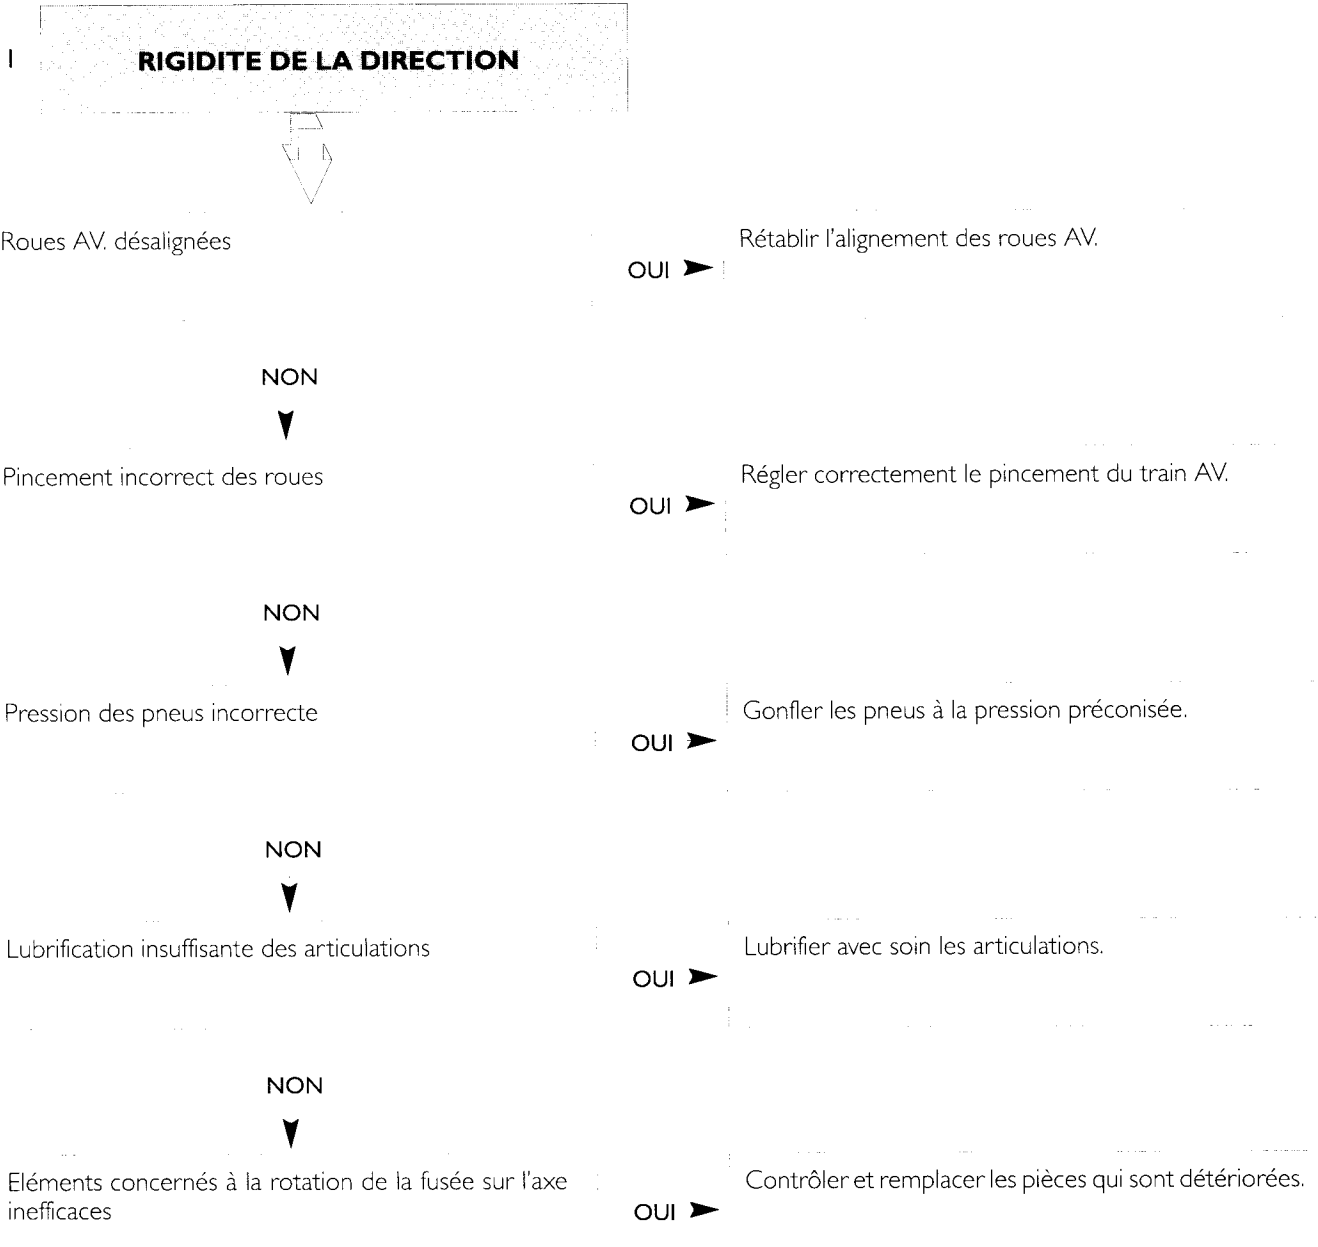 I
RIGIDITE DE LA DIRECTION
Roues AV. désalignées
OUI
Rétablir l'alignement des roues AV.
NON
Pincement incorrect des roues
OUI
Régler correctement le pincement du train AV.
NON
Pression des pneus incorrecte
OUI
Gonfler les pneus à la pression préconisée.
NON
Lubrification insuffisante des articulations
OUI
Lubrifier avec soin les articulations.
NON
Eléments concernés à la rotation de la fusée sur l'axe
inefficaces
OUI
Contrôler et remplacer les pièces qui sont détériorées.